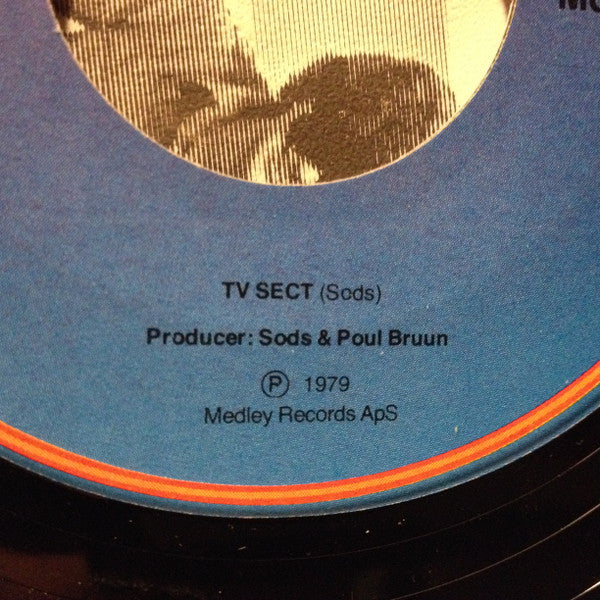 TV SECT (Sods)
Producer: Sods & Poul Bruun
Ⓟ 1979
Medley Records ApS